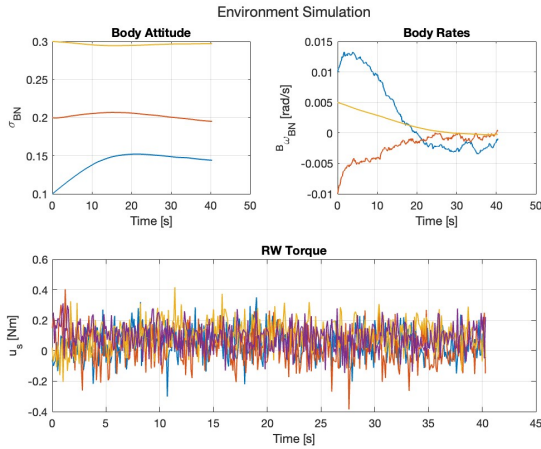 Environment Simulation
Body Attitude
Body Rates
0.3
0.25
0.2
0.15
0.1
σBN
0 10 20 30 40 50
Time [s]
0.015
0.01
0.005
0
-0.005
-0.01
BωBN [rad/s]
0 10 20 30 40 50
Time [s]
RW Torque
0.6
0.4
0.2
0
-0.2
-0.4
us [Nm]
0 5 10 15 20 25 30 35 40 45
Time [s]